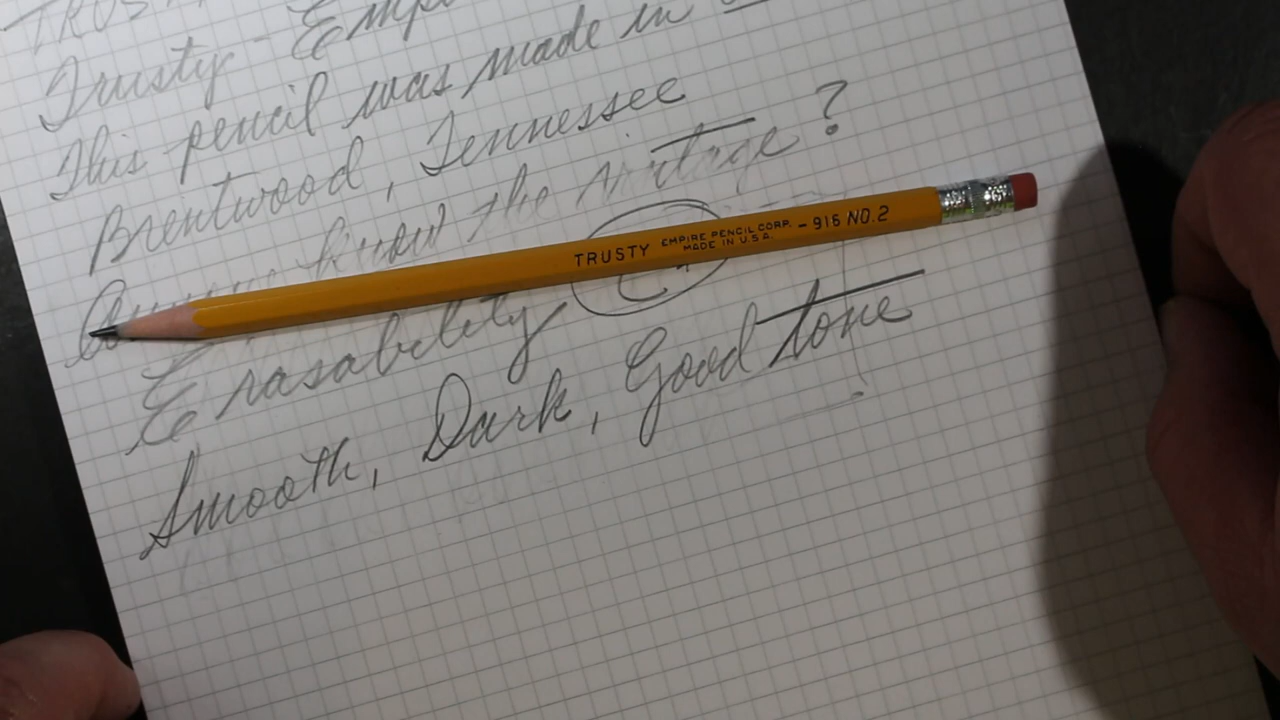 TRUST
Trusty - Emp
This pencil was made in
Brentwood, Tennessee
know the vintage?
TRUSTY EMPIRE PENCIL CORP. - 916 NO.2
MADE IN U.S.A.
Erasability
Smooth, Dark, Good tone